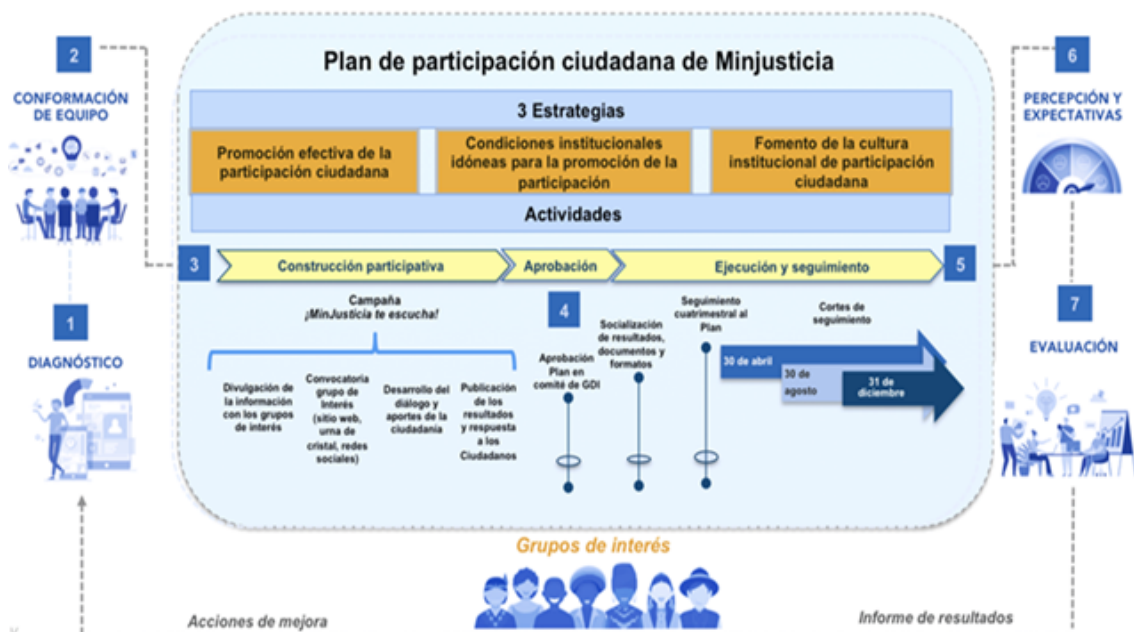 Plan de participación ciudadana de Minjusticia
3 Estrategias
Promoción efectiva de la
participación ciudadana
Condiciones institucionales
idóneas para la promoción de la
participación
Fomento de la cultura
institucional de participación
ciudadana
Actividades
2
CONFORMACIÓN
DE EQUIPO
1
DIAGNÓSTICO
3
Construcción participativa
Aprobación
Ejecución y seguimiento
5
Campaña
¡MinJusticia te escucha!
Divulgación de
la información
con los grupos
de interés
Convocatoria
grupo de
Interés
(sitio web,
urna de
cristal, redes
sociales)
Desarrollo del
diálogo y
aportes de la
ciudadanía
Publicación
de los
resultados
y respuesta
a los
Ciudadanos
4
Aprobación
Plan en
comité de GDI
Socialización
de resultados,
documentos y
formatos
Seguimiento
cuatrimestral al
Plan
Cortes de
seguimiento
30 de abril
30 de
agosto
31 de
diciembre
6
PERCEPCIÓN Y
EXPECTATIVAS
7
EVALUACIÓN
Grupos de interés
Acciones de mejora
Informe de resultados